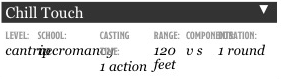 Chill Touch ▼
LEVEL: SCHOOL: CASTING TIME: RANGE: COMPONENTS: DURATION:
cantrip necromancy 1 action 120 feet v s 1 round